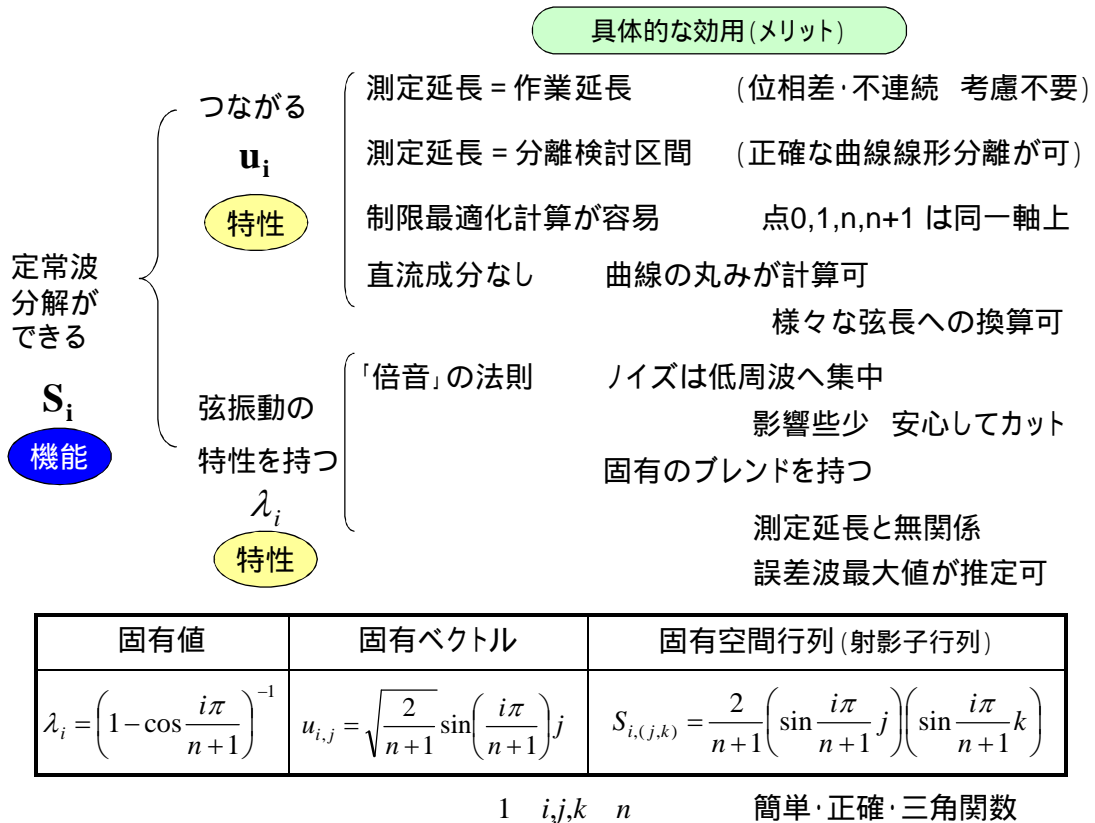 具体的な効用(メリット)
定常波
分解が
できる
S_i
機能
つながる
u_i
特性
測定延長 = 作業延長 (位相差・不連続 考慮不要)
測定延長 = 分離検討区間 (正確な曲線線形分離が可)
制限最適化計算が容易 点0,1,n,n+1 は同一軸上
直流成分なし 曲線の丸みが計算可
様々な弦長への換算可
弦振動の
特性を持つ
λ_i
特性
「倍音」の法則 ノイズは低周波へ集中
影響些少 安心してカット
固有のブレンドを持つ
測定延長と無関係
誤差波最大値が推定可
固有値 固有ベクトル 固有空間行列(射影子行列)
λ_i = (1 − cos iπ/(n+1))^{-1} u_{i,j} = √(2/(n+1)) sin(iπ/(n+1)) j S_{i,(j,k)} = 2/(n+1) (sin iπ/(n+1) j)(sin iπ/(n+1) k)
1 i,j,k n 簡単・正確・三角関数